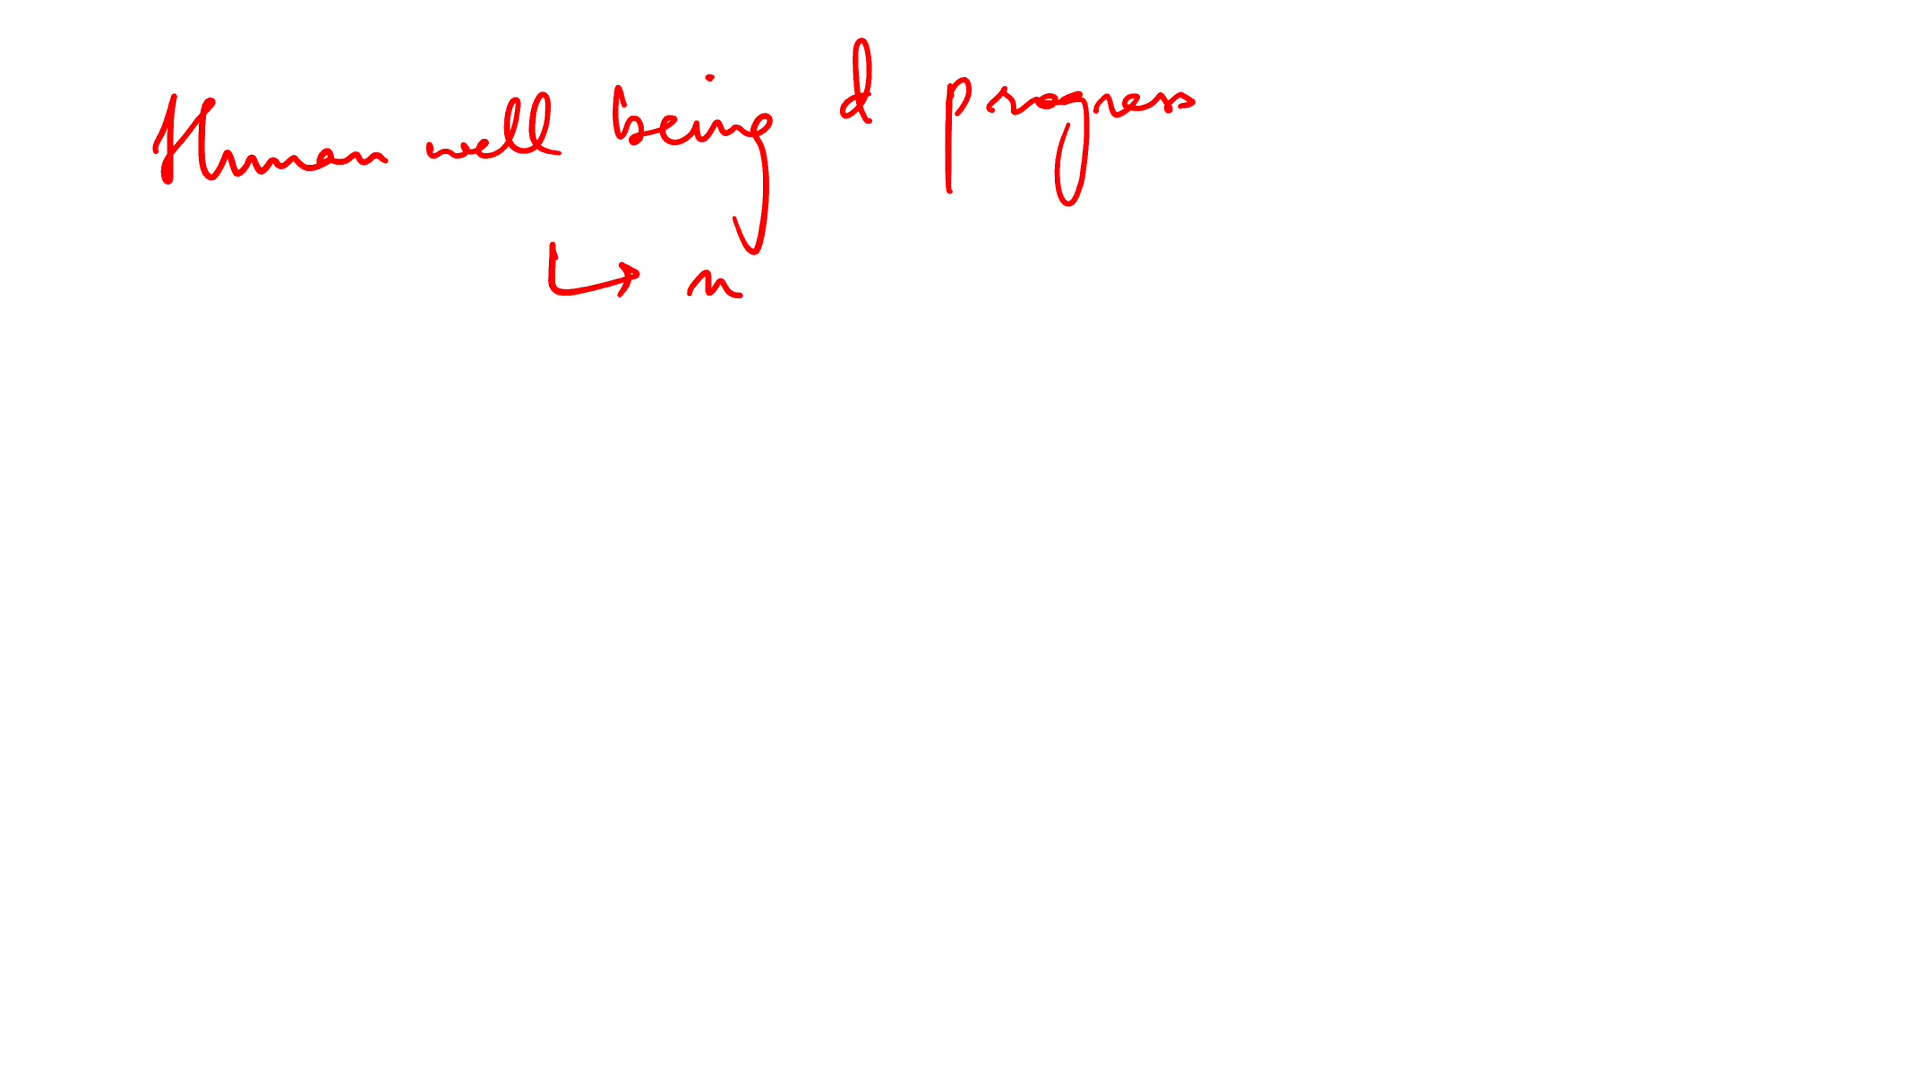 Human well being & progress
↳ n